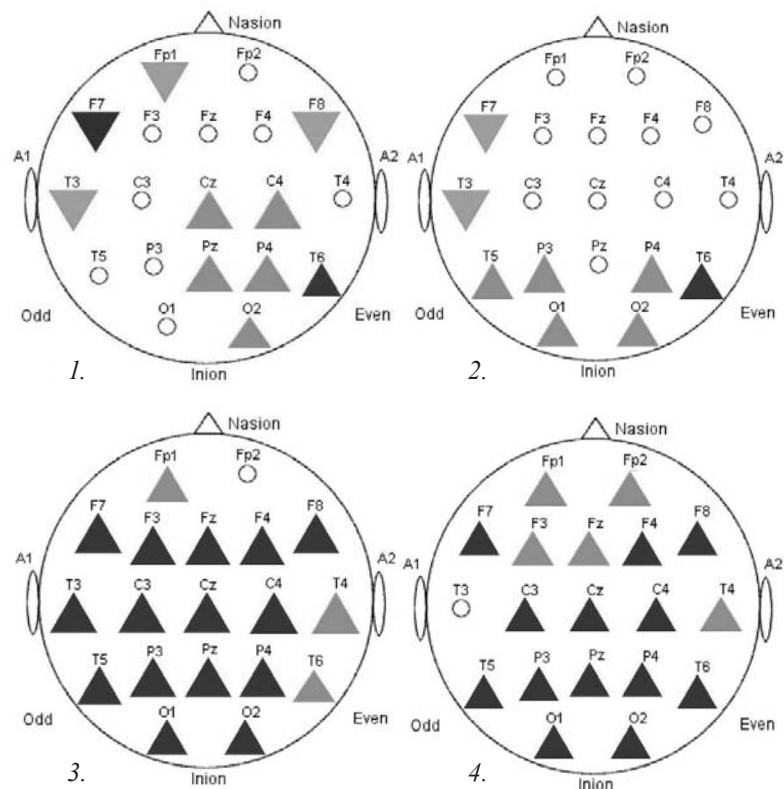 Nasion
Fp1 Fp2
F7 F3 Fz F4 F8
A1 A2
T3 C3 Cz C4 T4
T5 P3 Pz P4 T6
O1 O2
Odd Even
Inion
1.
Nasion
Fp1 Fp2
F7 F3 Fz F4 F8
A1 A2
T3 C3 Cz C4 T4
T5 P3 Pz P4 T6
O1 O2
Odd Even
Inion
2.
Nasion
Fp1 Fp2
F7 F3 Fz F4 F8
A1 A2
T3 C3 Cz C4 T4
T5 P3 Pz P4 T6
O1 O2
Odd Even
Inion
3.
Nasion
Fp1 Fp2
F7 F3 Fz F4 F8
A1 A2
T3 C3 Cz C4 T4
T5 P3 Pz P4 T6
O1 O2
Odd Even
Inion
4.